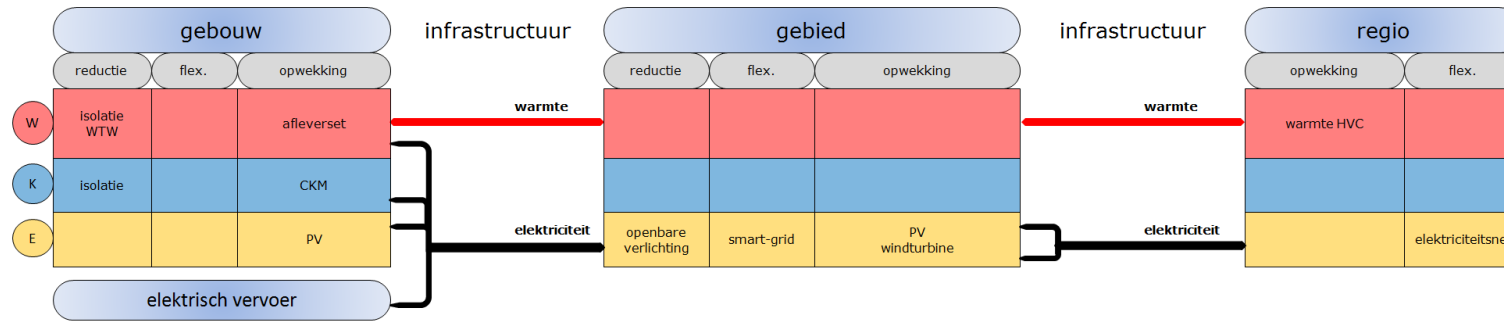 gebouw infrastructuur gebied infrastructuur regio
reductie flex. opwekking reductie flex. opwekking opwekking flex.
warmte warmte
W isolatie WTW afleverset warmte HVC
K isolatie CKM
elektriciteit elektriciteit
E PV openbare verlichting smart-grid PV windturbine elektriciteitsne
elektrisch vervoer